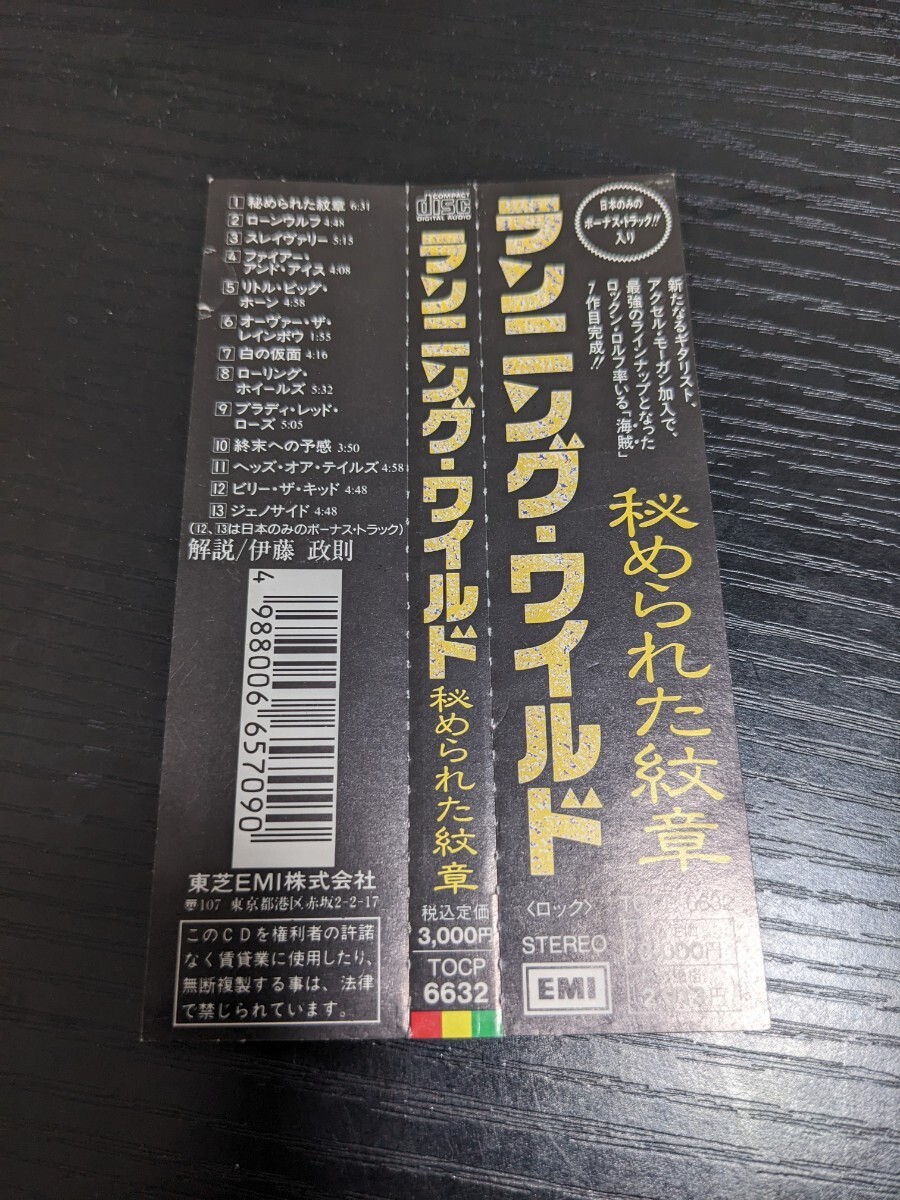 1 秘められた紋章 6:31
2 ローンウルフ 4:48
3 スレイヴァリー 5:13
4 ファイアー・
アンド・アイス 4:08
5 リトル・ビッグ・
ホーン 4:58
6 オーヴァー・ザ・
レインボウ 1:55
7 白の仮面 4:16
8 ローリング・
ホイールズ 5:32
9 ブラディ・レッド・
ローズ 5:05
10 終末への予感 3:50
11 ヘッズ・オア・テイルズ 4:58
12 ビリー・ザ・キッド 4:48
13 ジェノサイド 4:48
(12、13は日本のみのボーナス・トラック)
解説/伊藤 政則
4 988006 657090
東芝EMI株式会社
〒107 東京都港区赤坂2-2-17
このCDを権利者の許諾
なく賃貸業に使用したり、
無断複製する事は、法律
で禁じられています。
COMPACT
disc
DIGITAL AUDIO
ランニング・ワイルド
秘められた紋章
税込定価
3,000円
TOCP
6632
ランニング・ワイルド
日本のみの
ボーナス・トラック!!
入り
新たなるギタリスト、
アクセル・モーガン加入で、
最強のラインナップとなった
ロックン・ロルフ率いる「海賊」
7作目完成!!
秘められた紋章
〈ロック〉
STEREO
EMI
6632